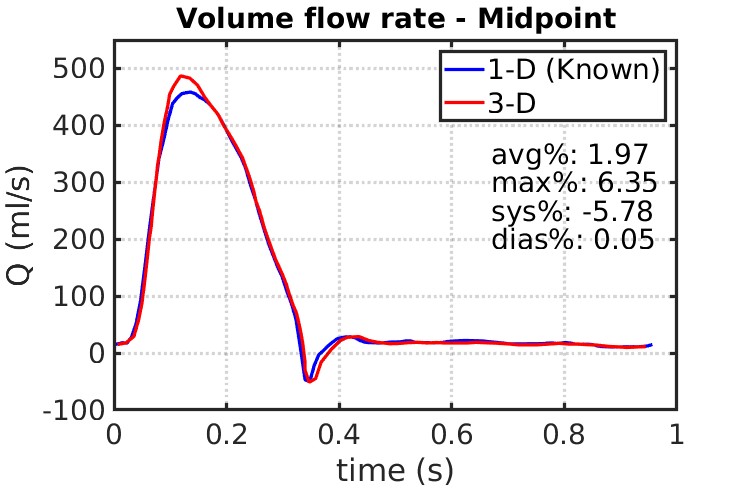 Volume flow rate - Midpoint
1-D (Known)
3-D
avg%: 1.97
max%: 6.35
sys%: -5.78
dias%: 0.05
Q (ml/s)
500
400
300
200
100
0
-100
0 0.2 0.4 0.6 0.8 1
time (s)